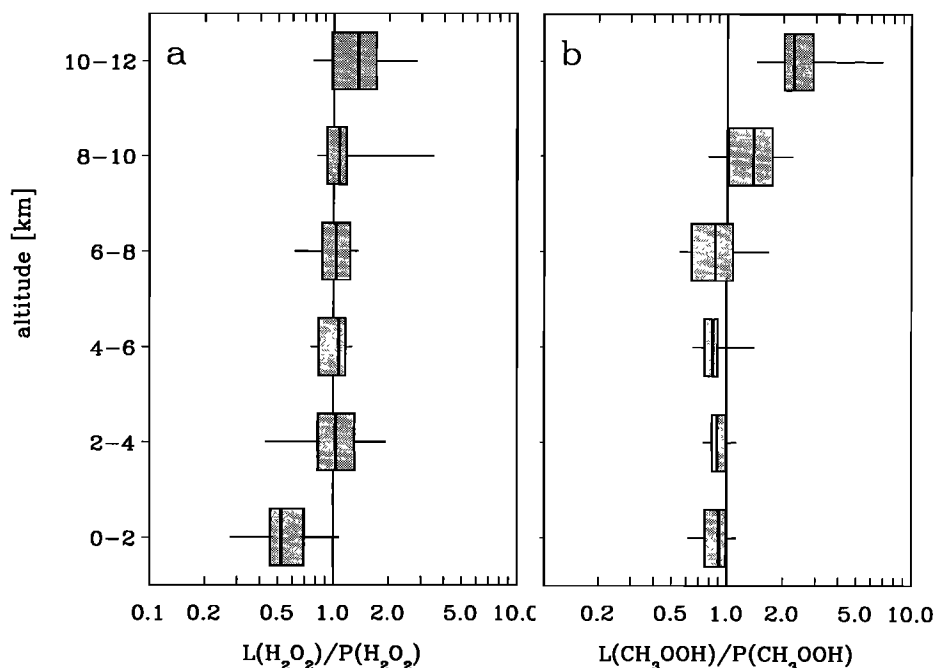 a
b
altitude [km]
10−12
8−10
6−8
4−6
2−4
0−2
0.1 0.2 0.5 1.0 2.0 5.0 10.0
0.2 0.5 1.0 2.0 5.0 10.0
L(H₂O₂)/P(H₂O₂)
L(CH₃OOH)/P(CH₃OOH)